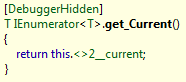 [DebuggerHidden]
T IEnumerator<T>.get_Current()
{
    return this.<>2__current;
}